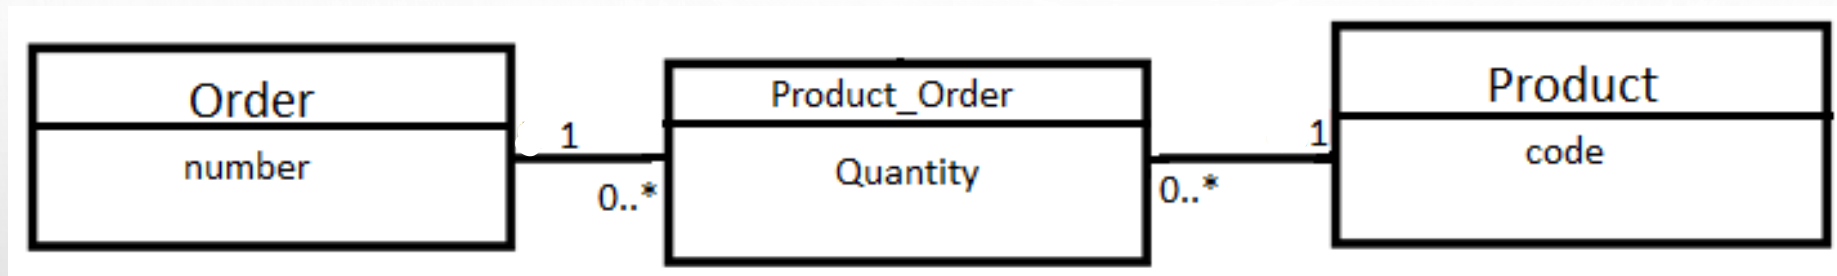 Order
number
1
0..*
Product_Order
Quantity
0..*
1
Product
code